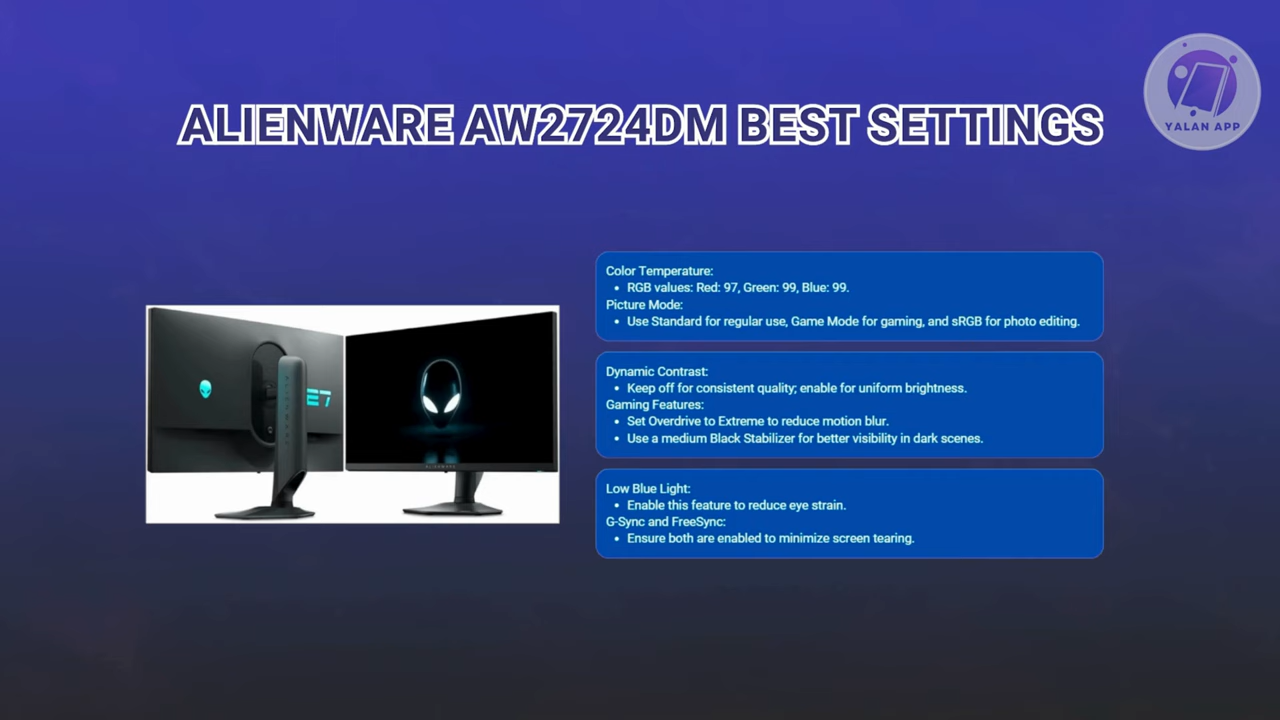 YALAN APP
ALIENWARE AW2724DM BEST SETTINGS
Color Temperature:
• RGB values: Red: 97, Green: 99, Blue: 99.
Picture Mode:
• Use Standard for regular use, Game Mode for gaming, and sRGB for photo editing.
Dynamic Contrast:
• Keep off for consistent quality; enable for uniform brightness.
Gaming Features:
• Set Overdrive to Extreme to reduce motion blur.
• Use a medium Black Stabilizer for better visibility in dark scenes.
Low Blue Light:
• Enable this feature to reduce eye strain.
G-Sync and FreeSync:
• Ensure both are enabled to minimize screen tearing.
ALIENWARE